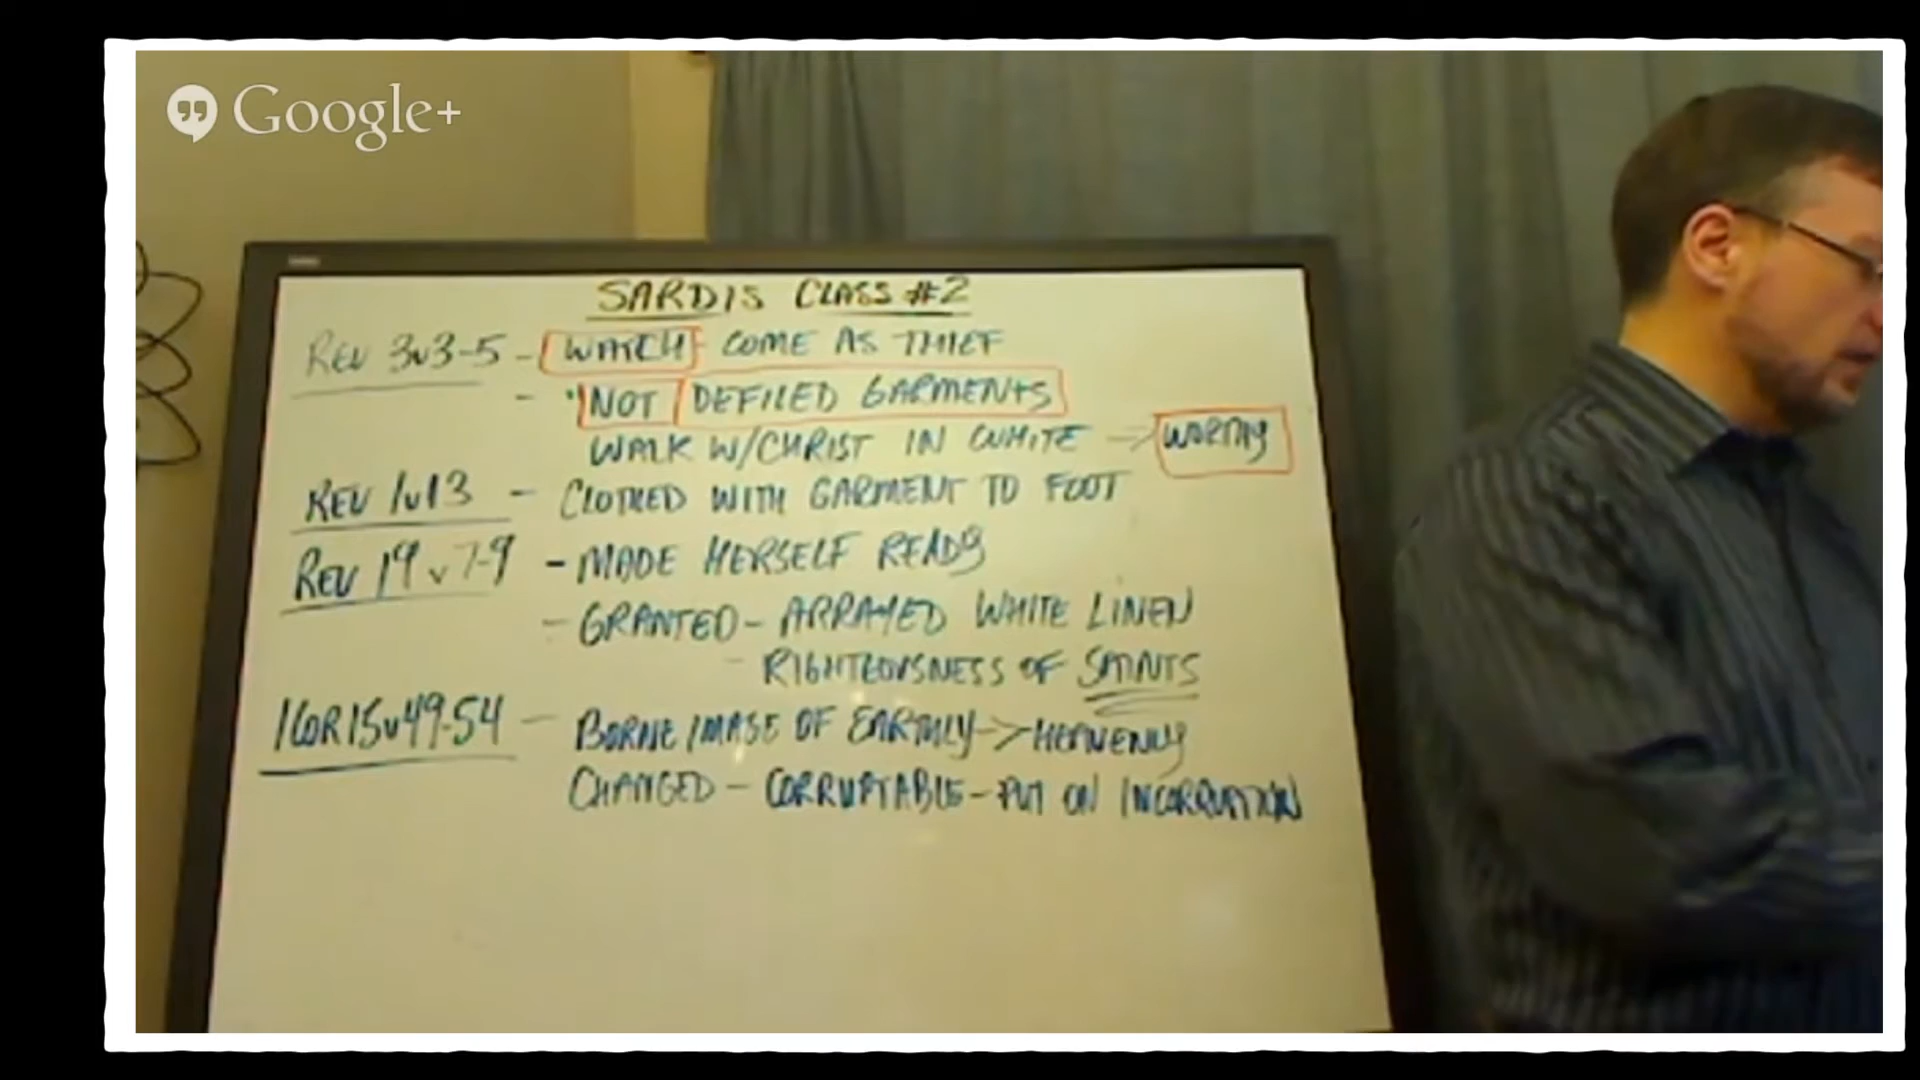 Google+
SARDIS CLASS #2
REV 3v3-5 - WATCH - COME AS THIEF
- "NOT DEFILED GARMENTS
WALK W/CHRIST IN WHITE -> WORTHY
REV 1v13 - CLOTHED WITH GARMENT TO FOOT
REV 19 v 7-9 - MADE HERSELF READY
- GRANTED - ARRAYED WHITE LINEN
- RIGHTEOUSNESS OF SAINTS
1COR15v49-54 - BORNE IMAGE OF EARTHLY -> HEAVENLY
CHANGED - CORRUPTABLE - PUT ON INCORRUPTION